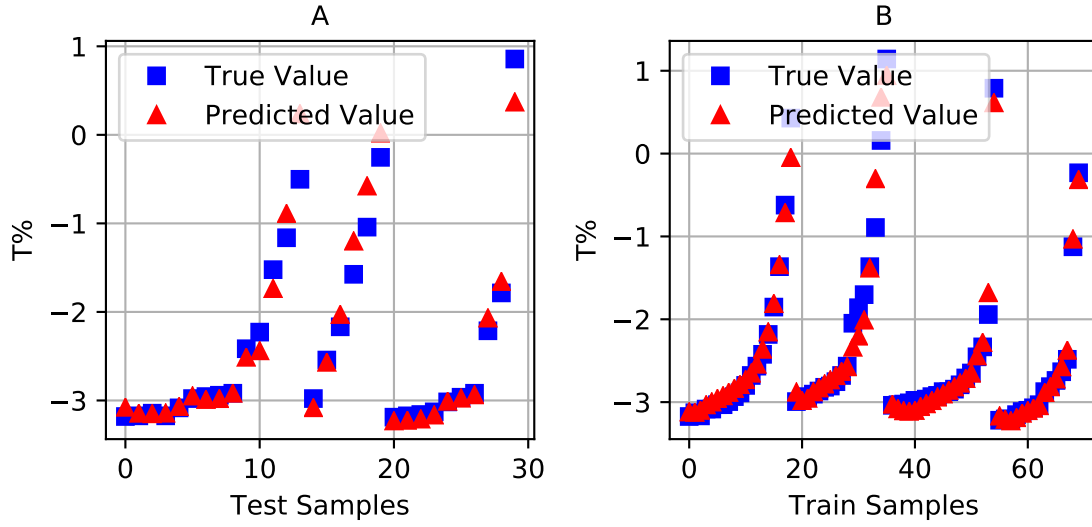 A
B
True Value
Predicted Value
True Value
Predicted Value
T%
T%
1
0
−1
−2
−3
1
0
−1
−2
−3
0
10
20
30
0
20
40
60
Test Samples
Train Samples